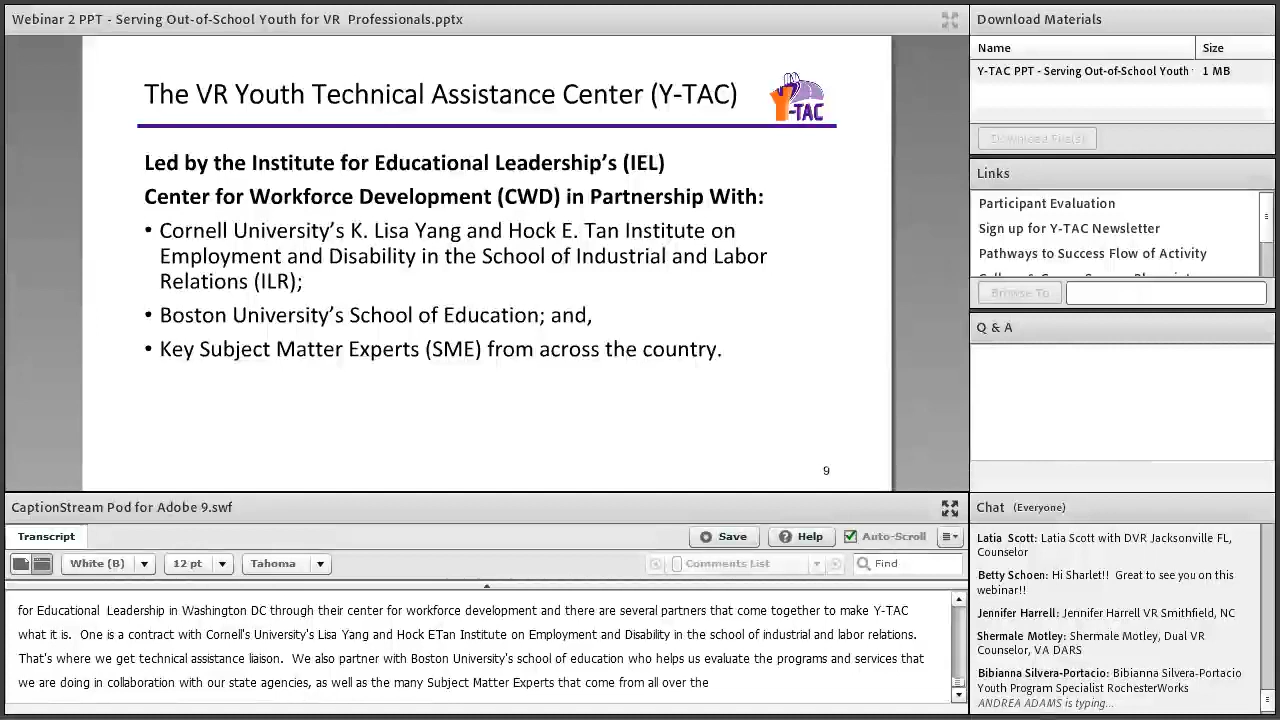 Webinar 2 PPT - Serving Out-of-School Youth for VR  Professionals.pptx
The VR Youth Technical Assistance Center (Y-TAC)
Y-TAC
Led by the Institute for Educational Leadership’s (IEL)
Center for Workforce Development (CWD) in Partnership With:
• Cornell University’s K. Lisa Yang and Hock E. Tan Institute on
Employment and Disability in the School of Industrial and Labor
Relations (ILR);
• Boston University’s School of Education; and,
• Key Subject Matter Experts (SME) from across the country.
9
CaptionStream Pod for Adobe 9.swf
Transcript
Save
Help
Auto-Scroll
White (B)
12 pt
Tahoma
Comments List
Find
for Educational  Leadership in Washington DC through their center for workforce development and there are several partners that come together to make Y-TAC
what it is.  One is a contract with Cornell's University's Lisa Yang and Hock ETan Institute on Employment and Disability in the school of industrial and labor relations.
That's where we get technical assistance liaison.  We also partner with Boston University's school of education who helps us evaluate the programs and services that
we are doing in collaboration with our state agencies, as well as the many Subject Matter Experts that come from all over the
Download Materials
Name
Size
Y-TAC PPT - Serving Out-of-School Youth
1 MB
Download File(s)
Links
Participant Evaluation
Sign up for Y-TAC Newsletter
Pathways to Success Flow of Activity
Browse To
Q & A
Chat (Everyone)
Latia Scott: Latia Scott with DVR Jacksonville FL,
Counselor
Betty Schoen: Hi Sharlet!!  Great to see you on this
webinar!!
Jennifer Harrell: Jennifer Harrell VR Smithfield, NC
Shermale Motley: Shermale Motley, Dual VR
Counselor, VA DARS
Bibianna Silvera-Portacio: Bibianna Silvera-Portacio
Youth Program Specialist RochesterWorks
ANDREA ADAMS is typing...